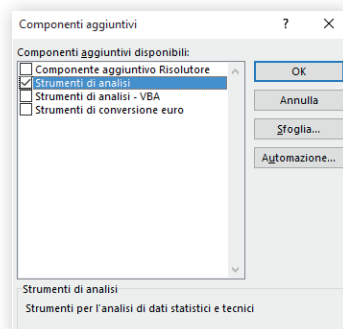 Componenti aggiuntivi ? ×
Componenti aggiuntivi disponibili:
Componente aggiuntivo Risolutore
Strumenti di analisi
Strumenti di analisi - VBA
Strumenti di conversione euro
OK
Annulla
Sfoglia...
Automazione...
Strumenti di analisi
Strumenti per l'analisi di dati statistici e tecnici